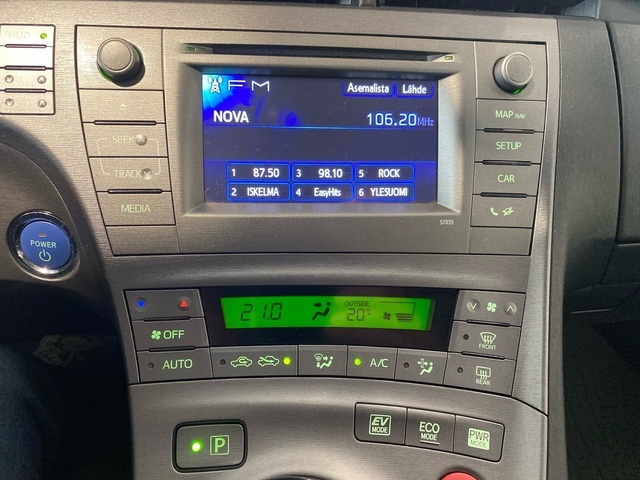 HUD
FM
Asemalista Lähde
NOVA 106.20MHz
1 87.50 3 98.10 5 ROCK
2 ISKELMA 4 EasyHits 6 YLESUOMI
SEEK
TRACK
MEDIA
MAP NAV
SETUP
CAR
57035
POWER
21.0 OUTSIDE 20°C
OFF
AUTO
A/C
FRONT
REAR
P
EV MODE
ECO MODE
PWR MODE